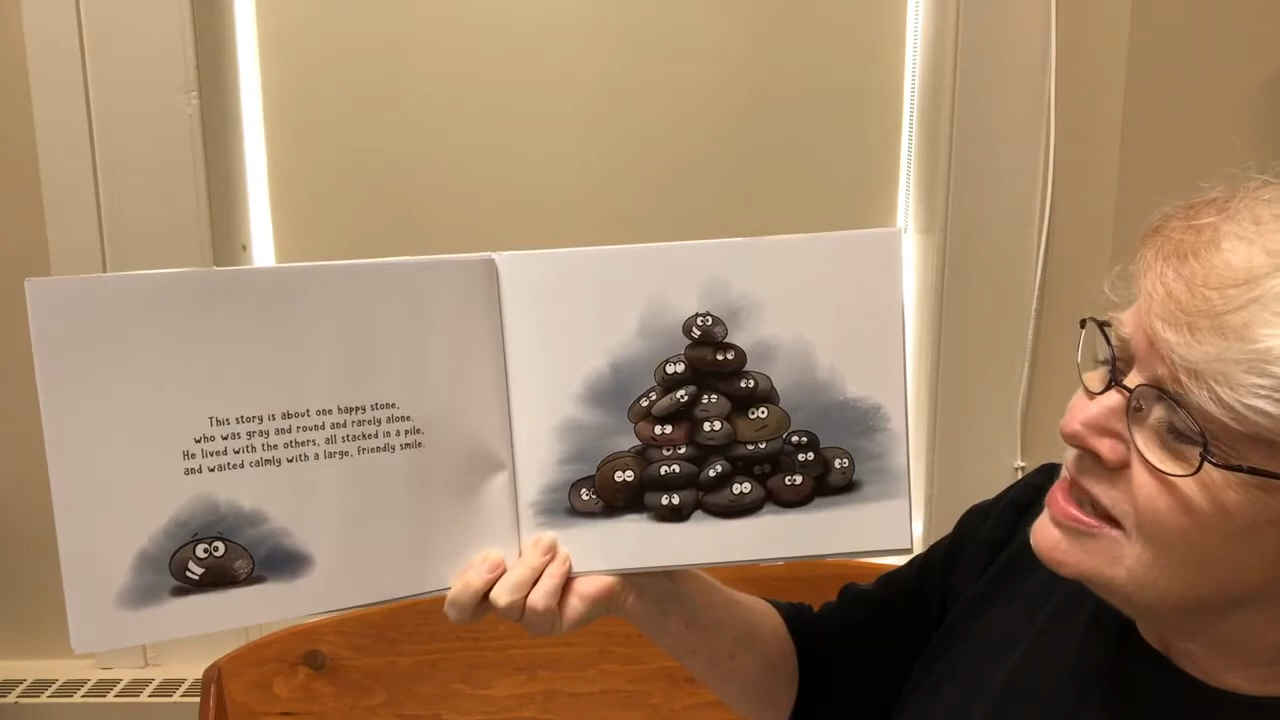 This story is about one happy stone,
who was gray and round and rarely alone.
He lived with the others, all stacked in a pile,
and waited calmly with a large, friendly smile.